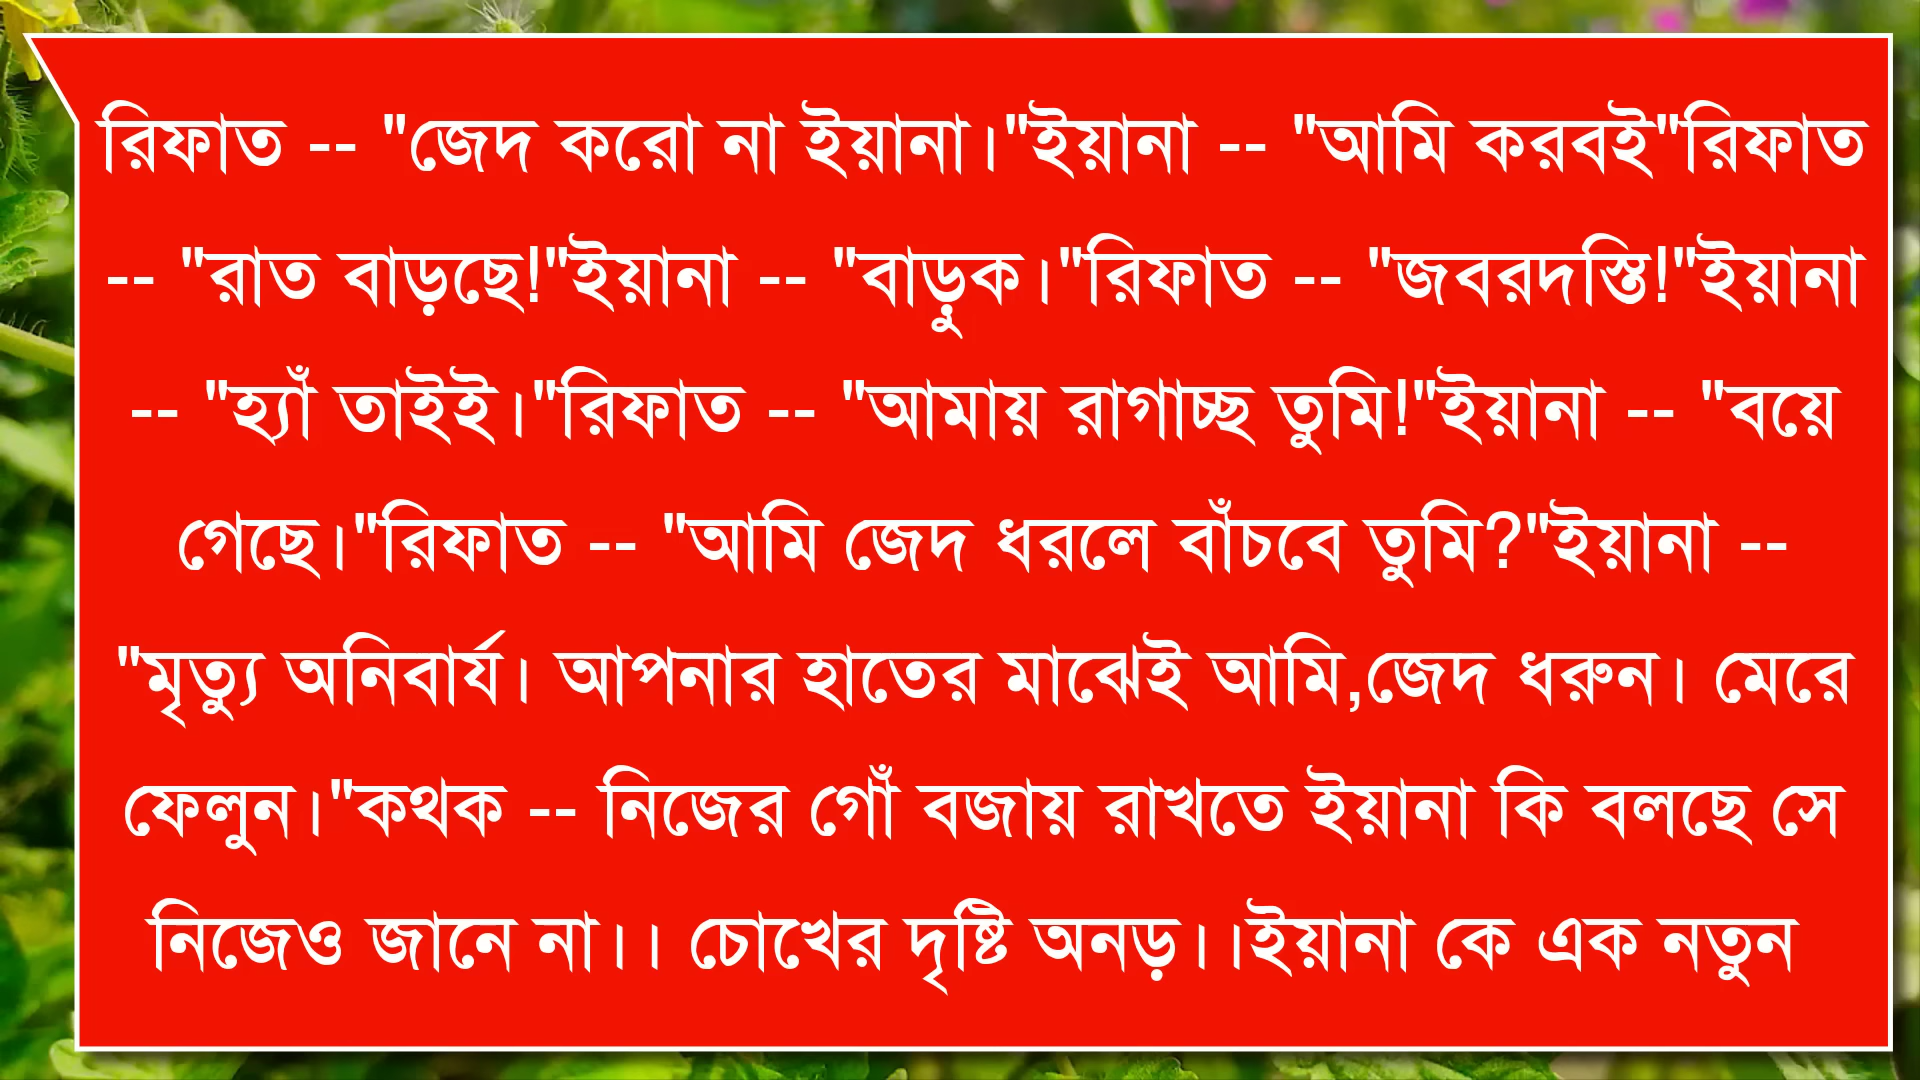 রিফাত -- "জেদ করো না ইয়ানা।"ইয়ানা -- "আমি করবই"রিফাত
-- "রাত বাড়ছে!"ইয়ানা -- "বাড়ুক।"রিফাত -- "জবরদস্তি!"ইয়ানা
-- "হ্যাঁ তাইই।"রিফাত -- "আমায় রাগাচ্ছ তুমি!"ইয়ানা -- "বয়ে
গেছে।"রিফাত -- "আমি জেদ ধরলে বাঁচবে তুমি?"ইয়ানা --
"মৃত্যু অনিবার্য। আপনার হাতের মাঝেই আমি,জেদ ধরুন। মেরে
ফেলুন।"কথক -- নিজের গোঁ বজায় রাখতে ইয়ানা কি বলছে সে
নিজেও জানে না।। চোখের দৃষ্টি অনড়।।ইয়ানা কে এক নতুন